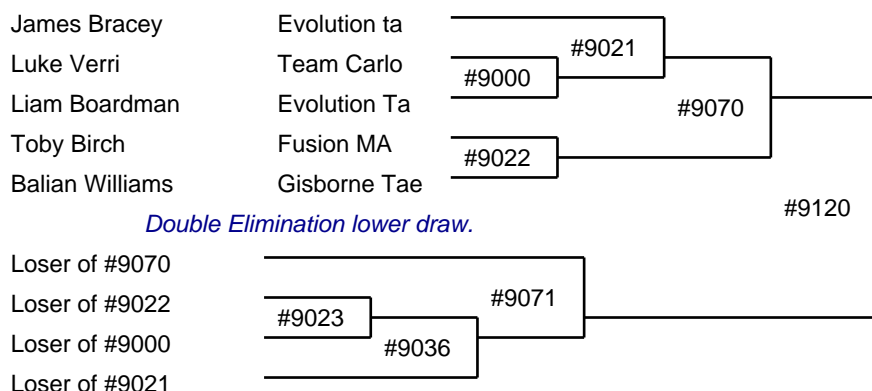 James Bracey Evolution ta
#9021
Luke Verri Team Carlo
#9000
Liam Boardman Evolution Ta
#9070
Toby Birch Fusion MA
#9022
Balian Williams Gisborne Tae
#9120
Double Elimination lower draw.
Loser of #9070
#9071
Loser of #9022
#9023
Loser of #9000
#9036
Loser of #9021